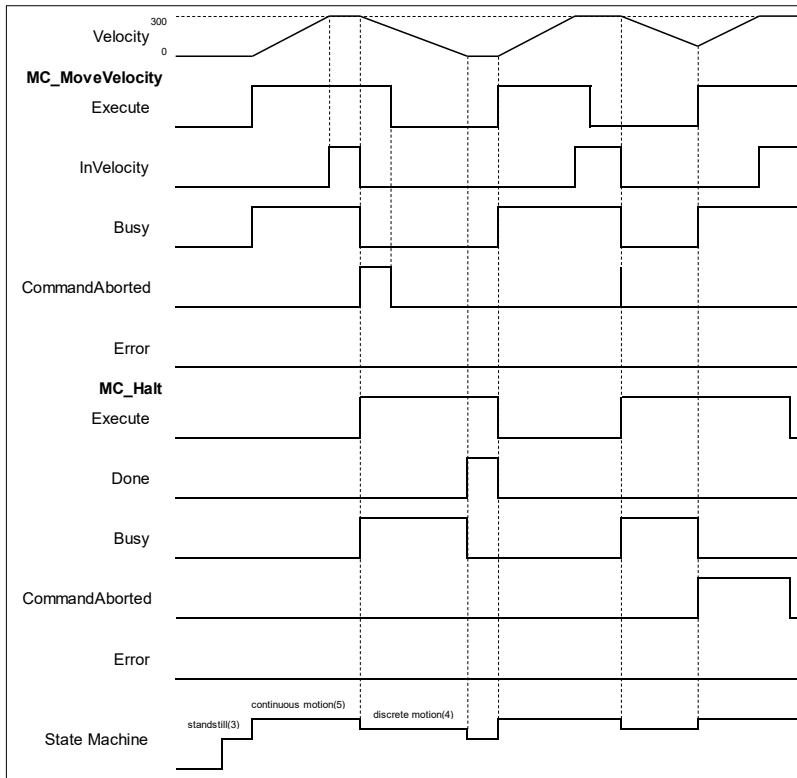 300
Velocity
0
MC_MoveVelocity
Execute
InVelocity
Busy
CommandAborted
Error
MC_Halt
Execute
Done
Busy
CommandAborted
Error
continuous motion(5)
discrete motion(4)
standstill(3)
State Machine